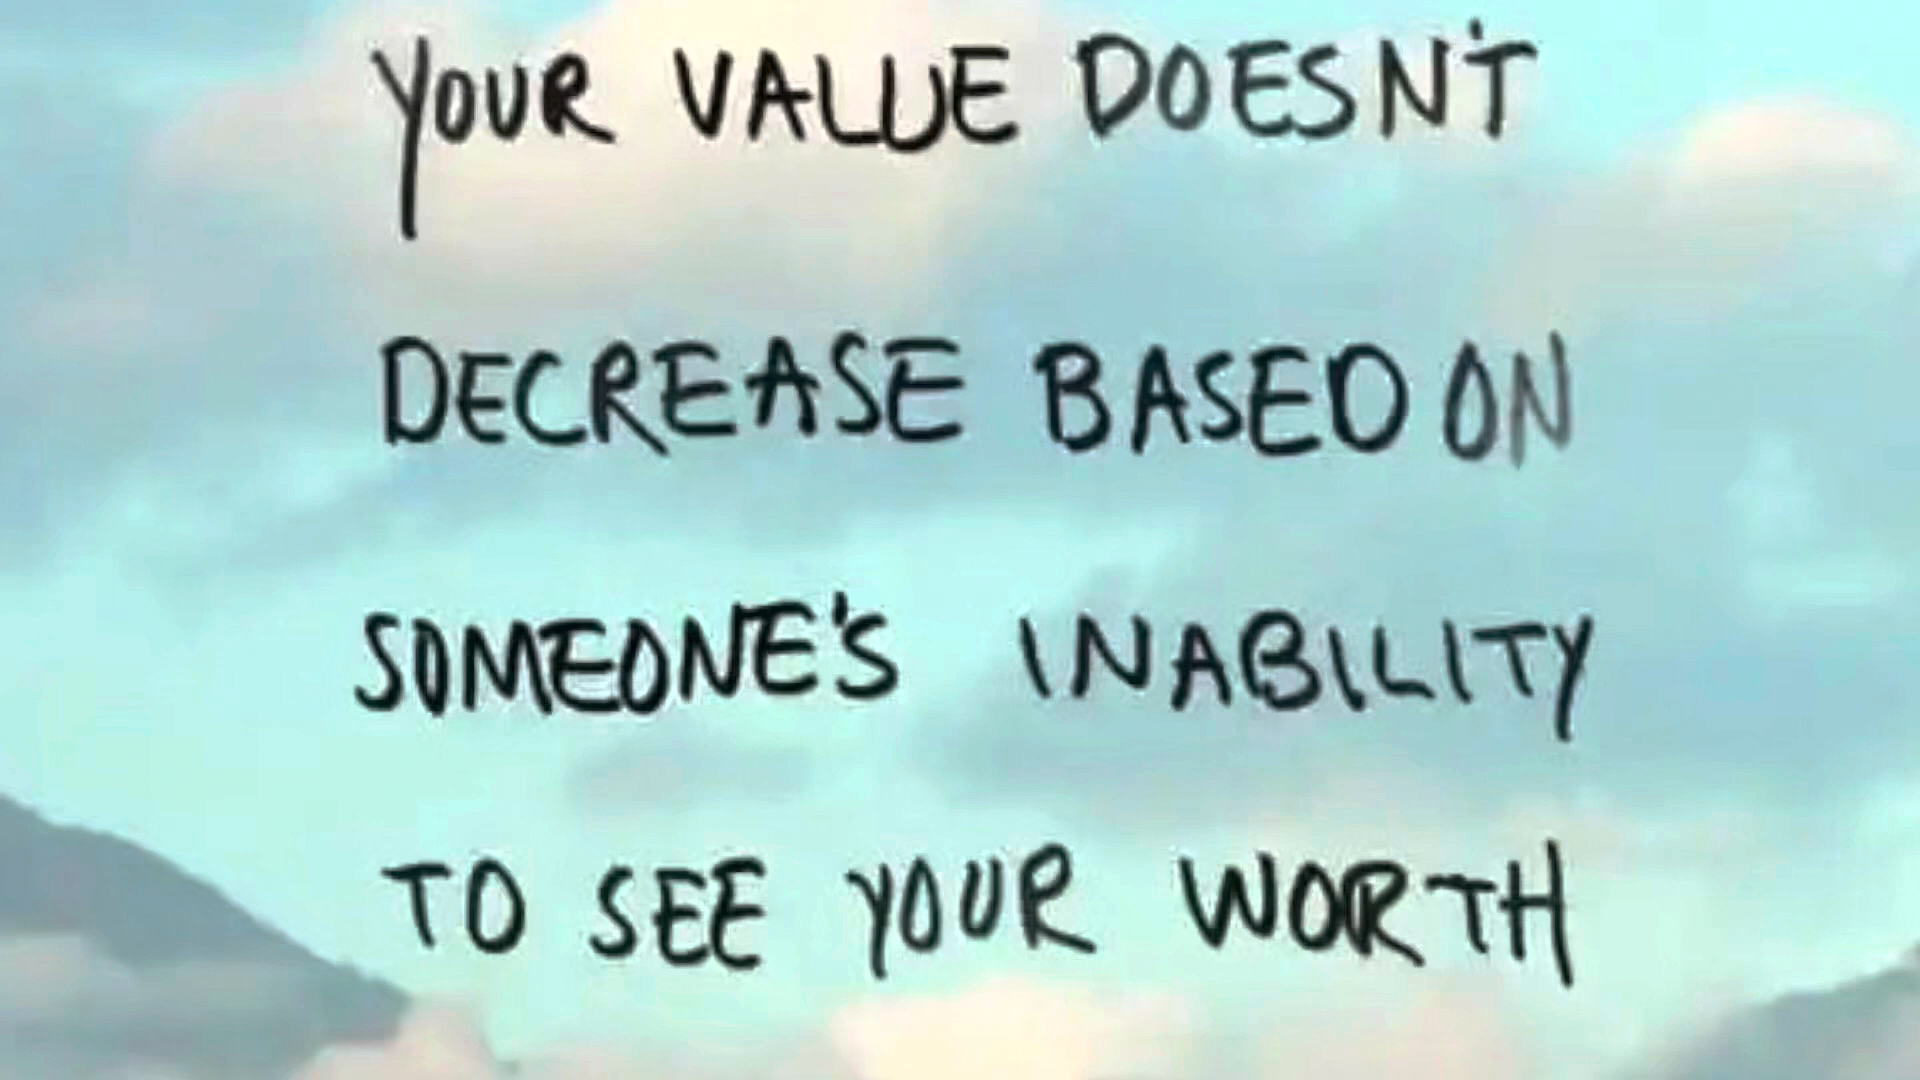 YOUR VALUE DOESN'T
DECREASE BASED ON
SOMEONE'S INABILITY
TO SEE YOUR WORTH